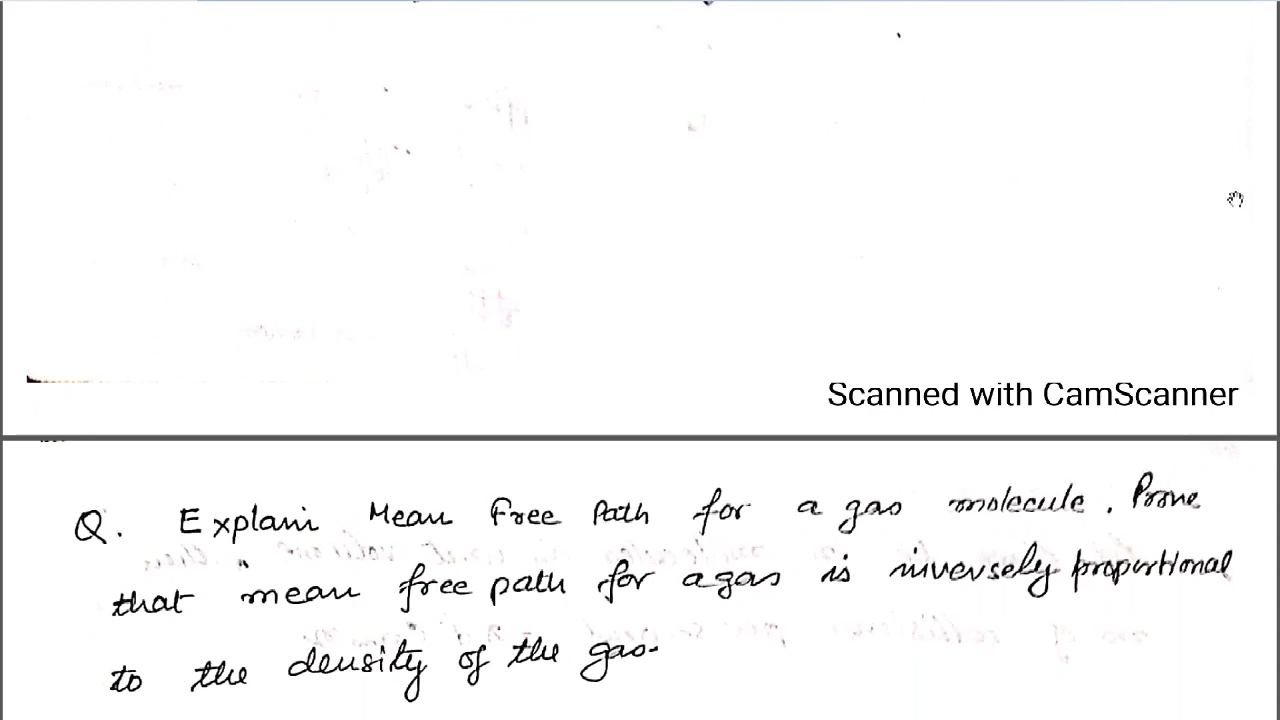 Scanned with CamScanner
Q. Explain Mean Free Path for a gas molecule. Prove
that mean free path for a gas is inversely proportional
to the density of the gas.